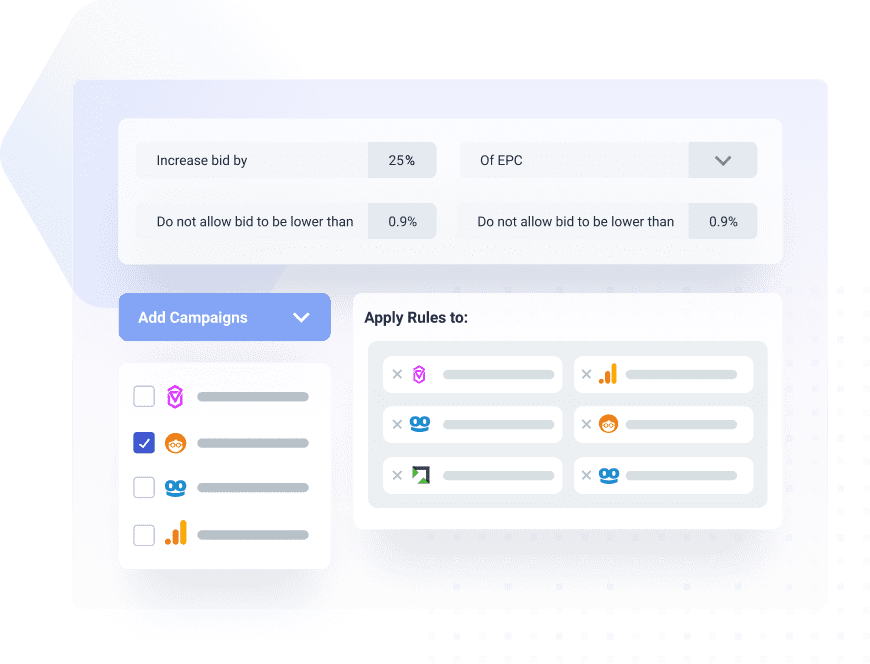 Increase bid by 25% Of EPC
Do not allow bid to be lower than 0.9% Do not allow bid to be lower than 0.9%
Add Campaigns
Apply Rules to: